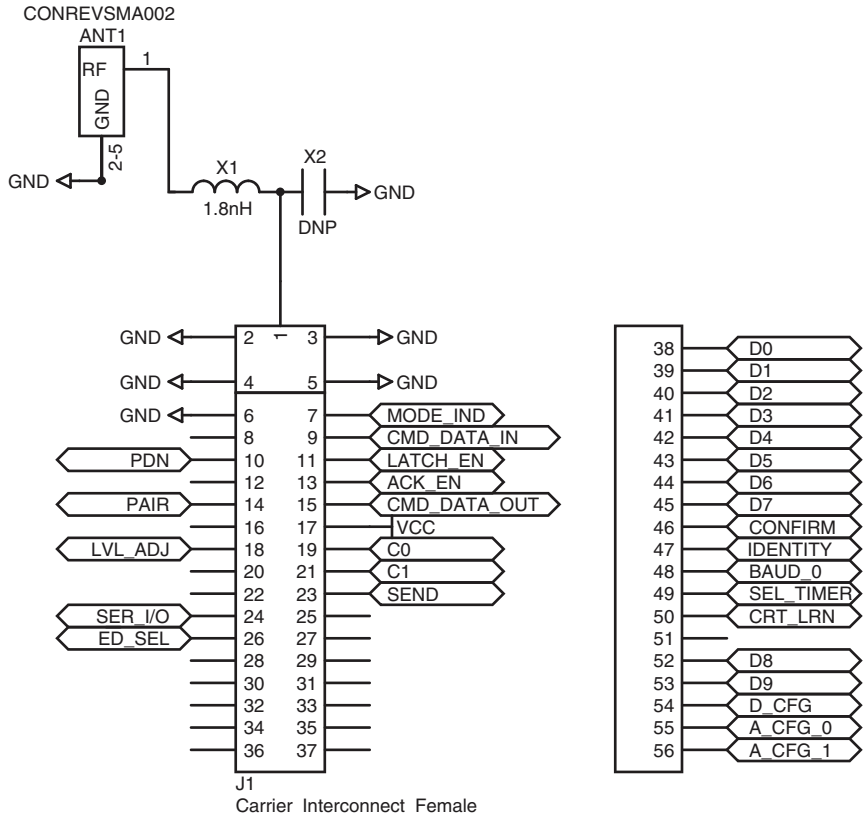 CONREVSMA002
ANT1
RF
1
GND
2-5
GND
X1
1.8nH
X2
DNP
GND
1
GND 2 3 GND
GND 4 5 GND
GND 6 7 MODE_IND
8 9 CMD_DATA_IN
PDN 10 11 LATCH_EN
12 13 ACK_EN
PAIR 14 15 CMD_DATA_OUT
16 17 VCC
LVL_ADJ 18 19 C0
20 21 C1
22 23 SEND
SER_I/O 24 25
ED_SEL 26 27
28 29
30 31
32 33
34 35
36 37
J1
Carrier Interconnect Female
38 D0
39 D1
40 D2
41 D3
42 D4
43 D5
44 D6
45 D7
46 CONFIRM
47 IDENTITY
48 BAUD_0
49 SEL_TIMER
50 CRT_LRN
51
52 D8
53 D9
54 D_CFG
55 A_CFG_0
56 A_CFG_1